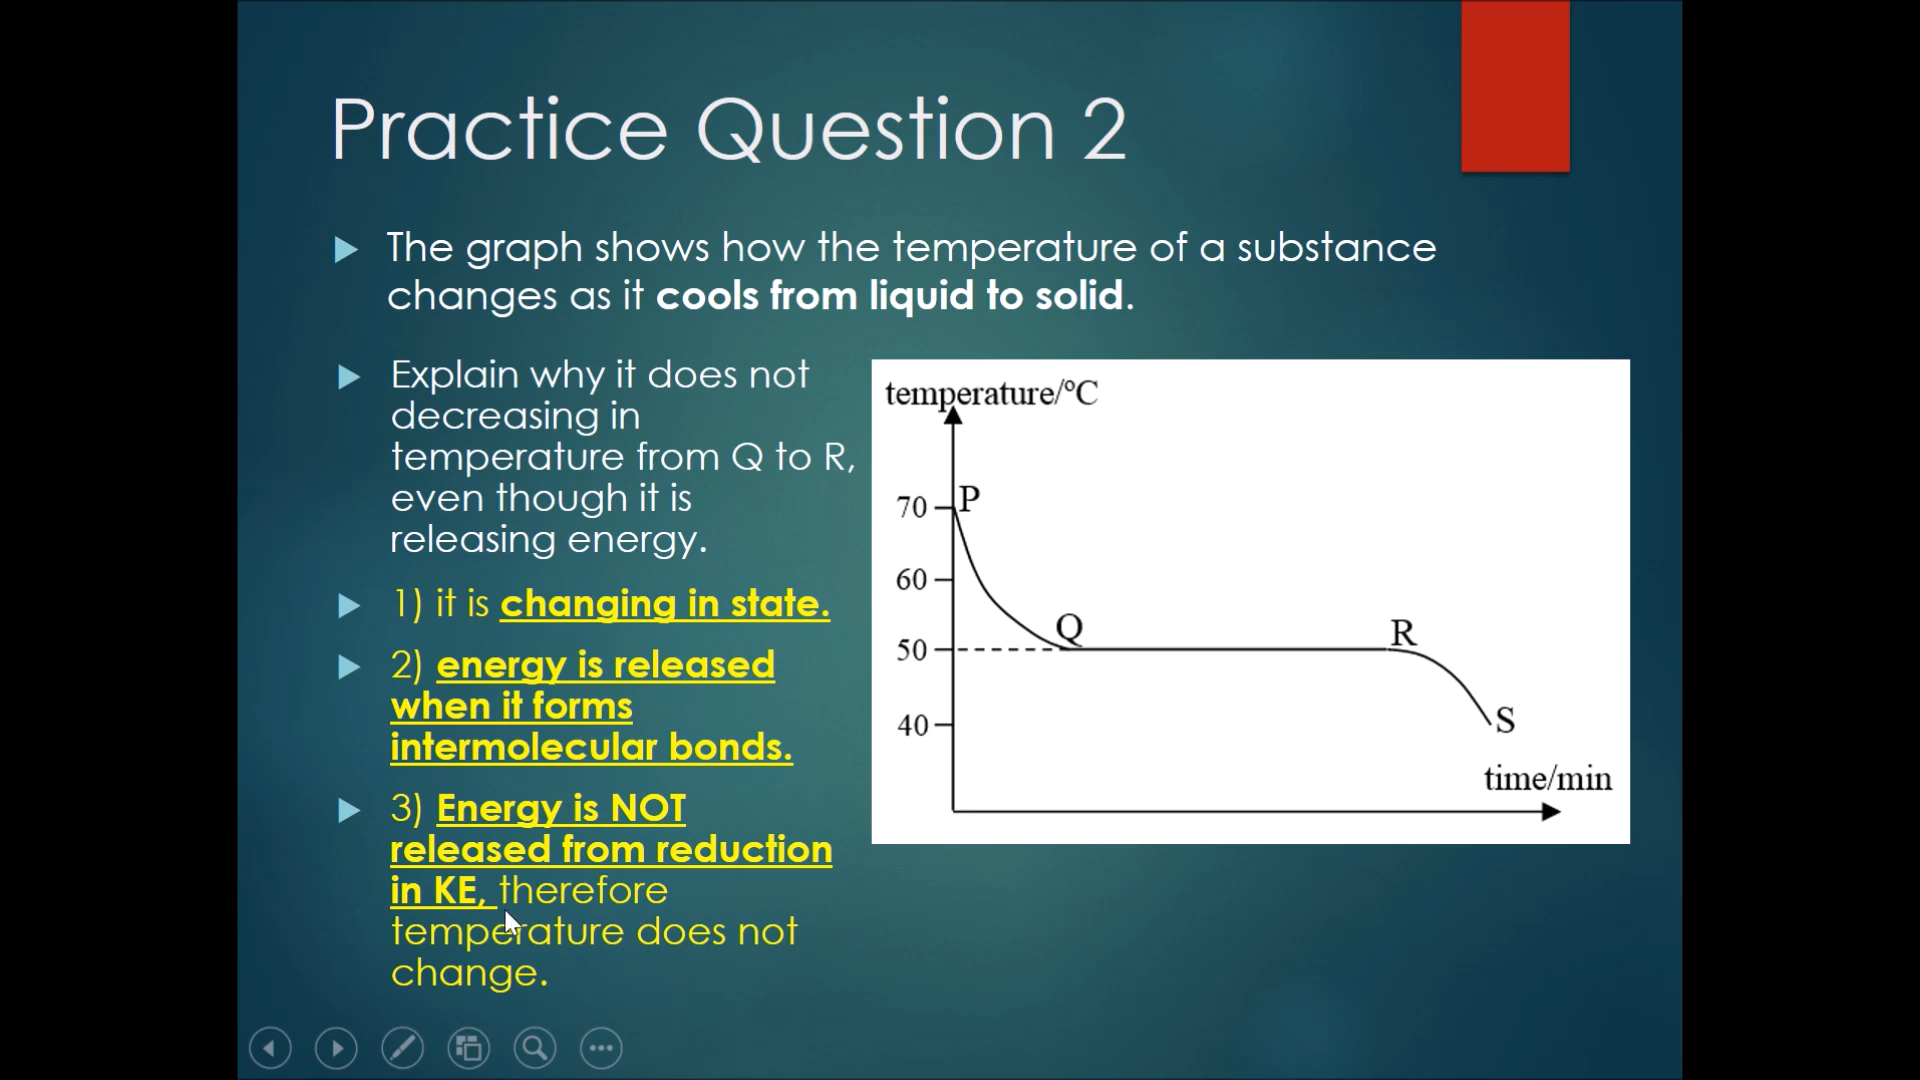 Practice Question 2
The graph shows how the temperature of a substance
changes as it cools from liquid to solid.
Explain why it does not
decreasing in
temperature from Q to R,
even though it is
releasing energy.
1) it is changing in state.
2) energy is released
when it forms
intermolecular bonds.
3) Energy is NOT
released from reduction
in KE, therefore
temperature does not
change.
temperature/°C
70
P
60
Q
R
50
40
S
time/min